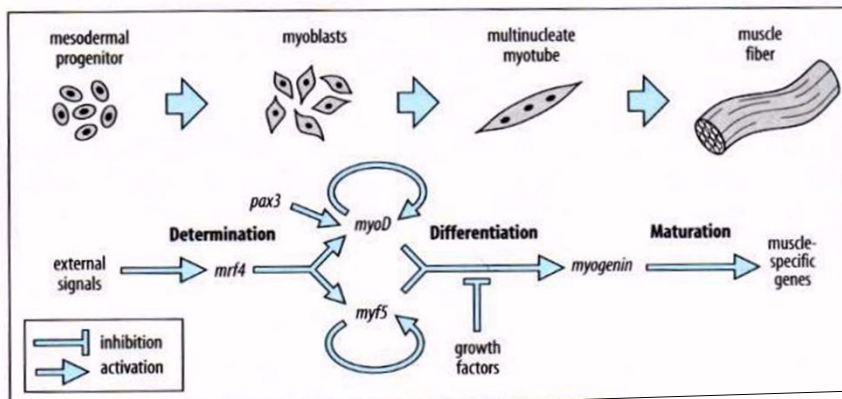 mesodermal
progenitor
myoblasts
multinucleate
myotube
muscle
fiber
pax3
myoD
Determination
Differentiation
Maturation
external
signals
mrf4
myogenin
muscle-
specific
genes
myf5
growth
factors
inhibition
activation